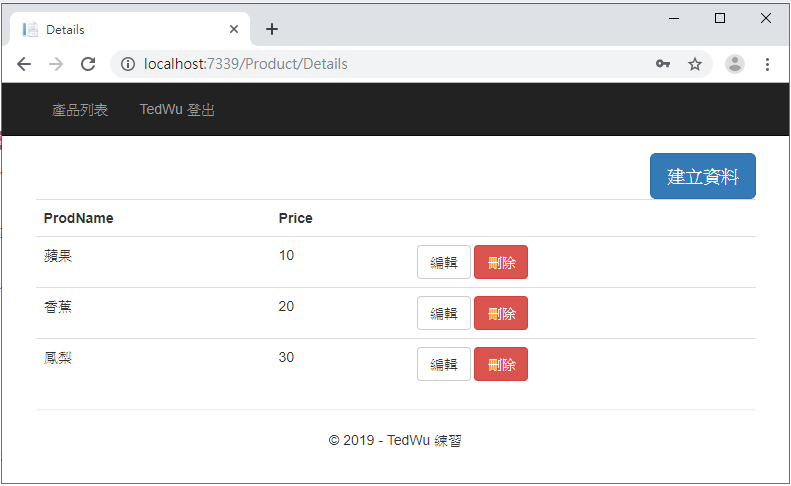 Details
localhost:7339/Product/Details
產品列表 TedWu 登出
建立資料
ProdName Price
蘋果 10 編輯 刪除
香蕉 20 編輯 刪除
鳳梨 30 編輯 刪除
© 2019 - TedWu 練習